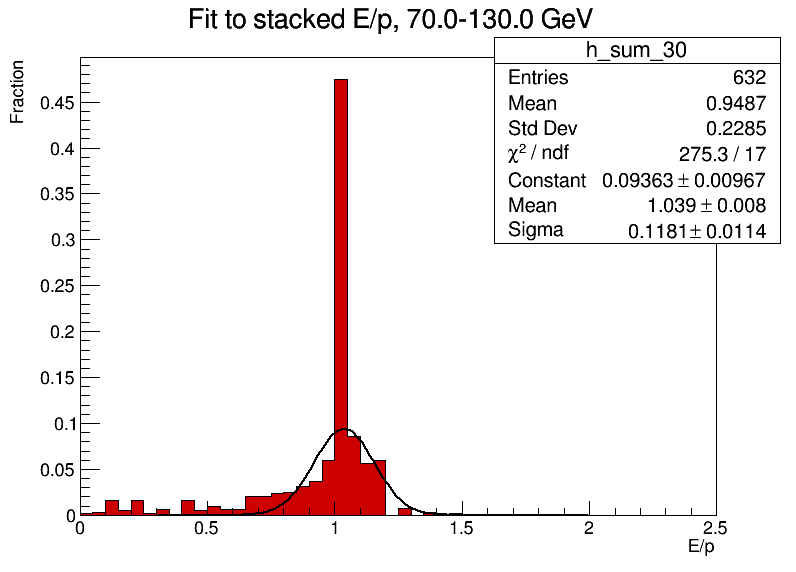 Fit to stacked E/p, 70.0-130.0 GeV
h_sum_30
Entries 632
Mean 0.9487
Std Dev 0.2285
χ² / ndf 275.3 / 17
Constant 0.09363 ± 0.00967
Mean 1.039 ± 0.008
Sigma 0.1181 ± 0.0114
Fraction
0.45
0.4
0.35
0.3
0.25
0.2
0.15
0.1
0.05
0
0 0.5 1 1.5 2 2.5
E/p